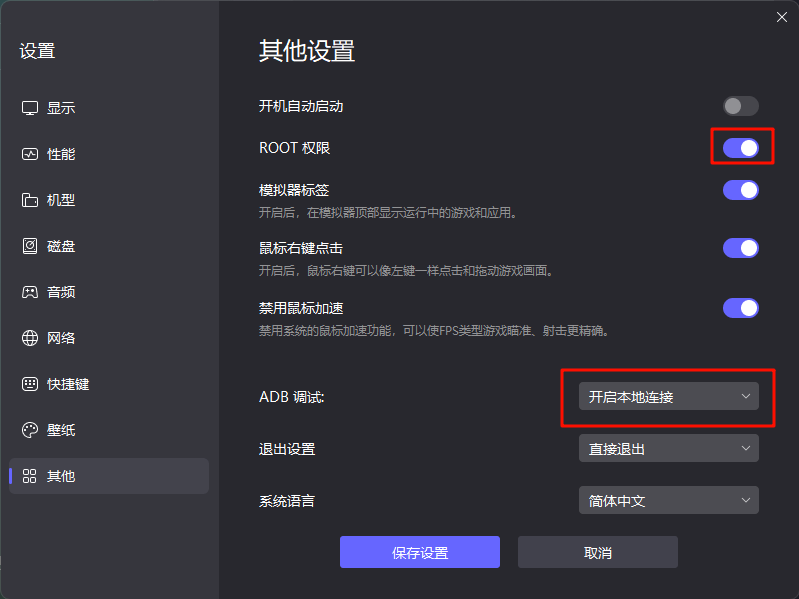 设置
显示
性能
机型
磁盘
音频
网络
快捷键
壁纸
其他
其他设置
开机自动启动
ROOT 权限
模拟器标签
开启后，在模拟器顶部显示运行中的游戏和应用。
鼠标右键点击
开启后，鼠标右键可以像左键一样点击和拖动游戏画面。
禁用鼠标加速
禁用系统的鼠标加速功能，可以使FPS类型游戏瞄准、射击更精确。
ADB 调试: 开启本地连接
退出设置 直接退出
系统语言 简体中文
保存设置 取消